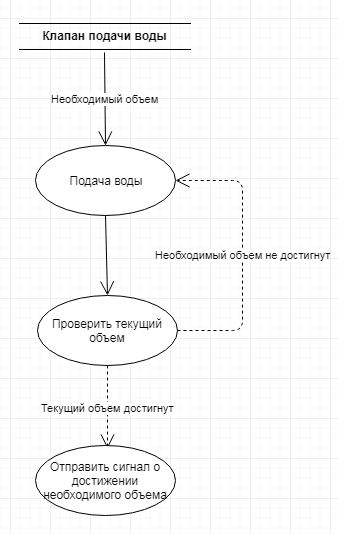 Клапан подачи воды
Необходимый объем
Подача воды
Необходимый объем не достигнут
Проверить текущий
объем
Текущий объем достигнут
Отправить сигнал о
достижении
необходимого объема